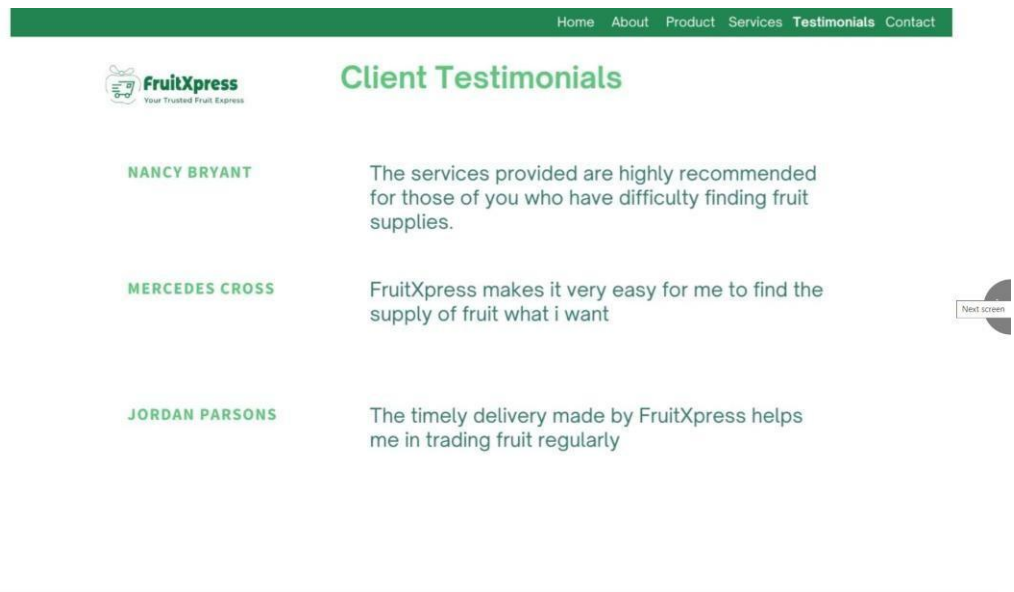 Home About Product Services Testimonials Contact
FruitXpress
Your Trusted Fruit Express
Client Testimonials
NANCY BRYANT
The services provided are highly recommended
for those of you who have difficulty finding fruit
supplies.
MERCEDES CROSS
FruitXpress makes it very easy for me to find the
supply of fruit what i want
Next screen
JORDAN PARSONS
The timely delivery made by FruitXpress helps
me in trading fruit regularly